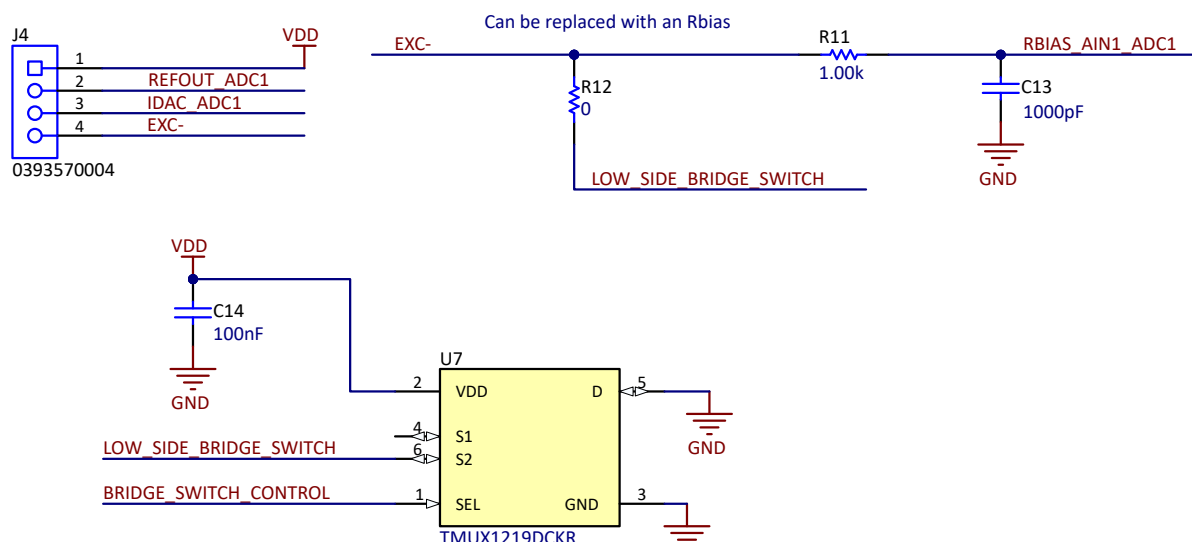 Can be replaced with an Rbias
J4
VDD
EXC-
R11
RBIAS_AIN1_ADC1
1
REFOUT_ADC1
2
1.00k
IDAC_ADC1
3
R12
0
C13
1000pF
EXC-
4
0393570004
LOW_SIDE_BRIDGE_SWITCH
GND
VDD
C14
100nF
U7
GND
2
VDD
D
5
4
S1
GND
LOW_SIDE_BRIDGE_SWITCH
6
S2
BRIDGE_SWITCH_CONTROL
1
SEL
GND
3
TMUX1219DCKR